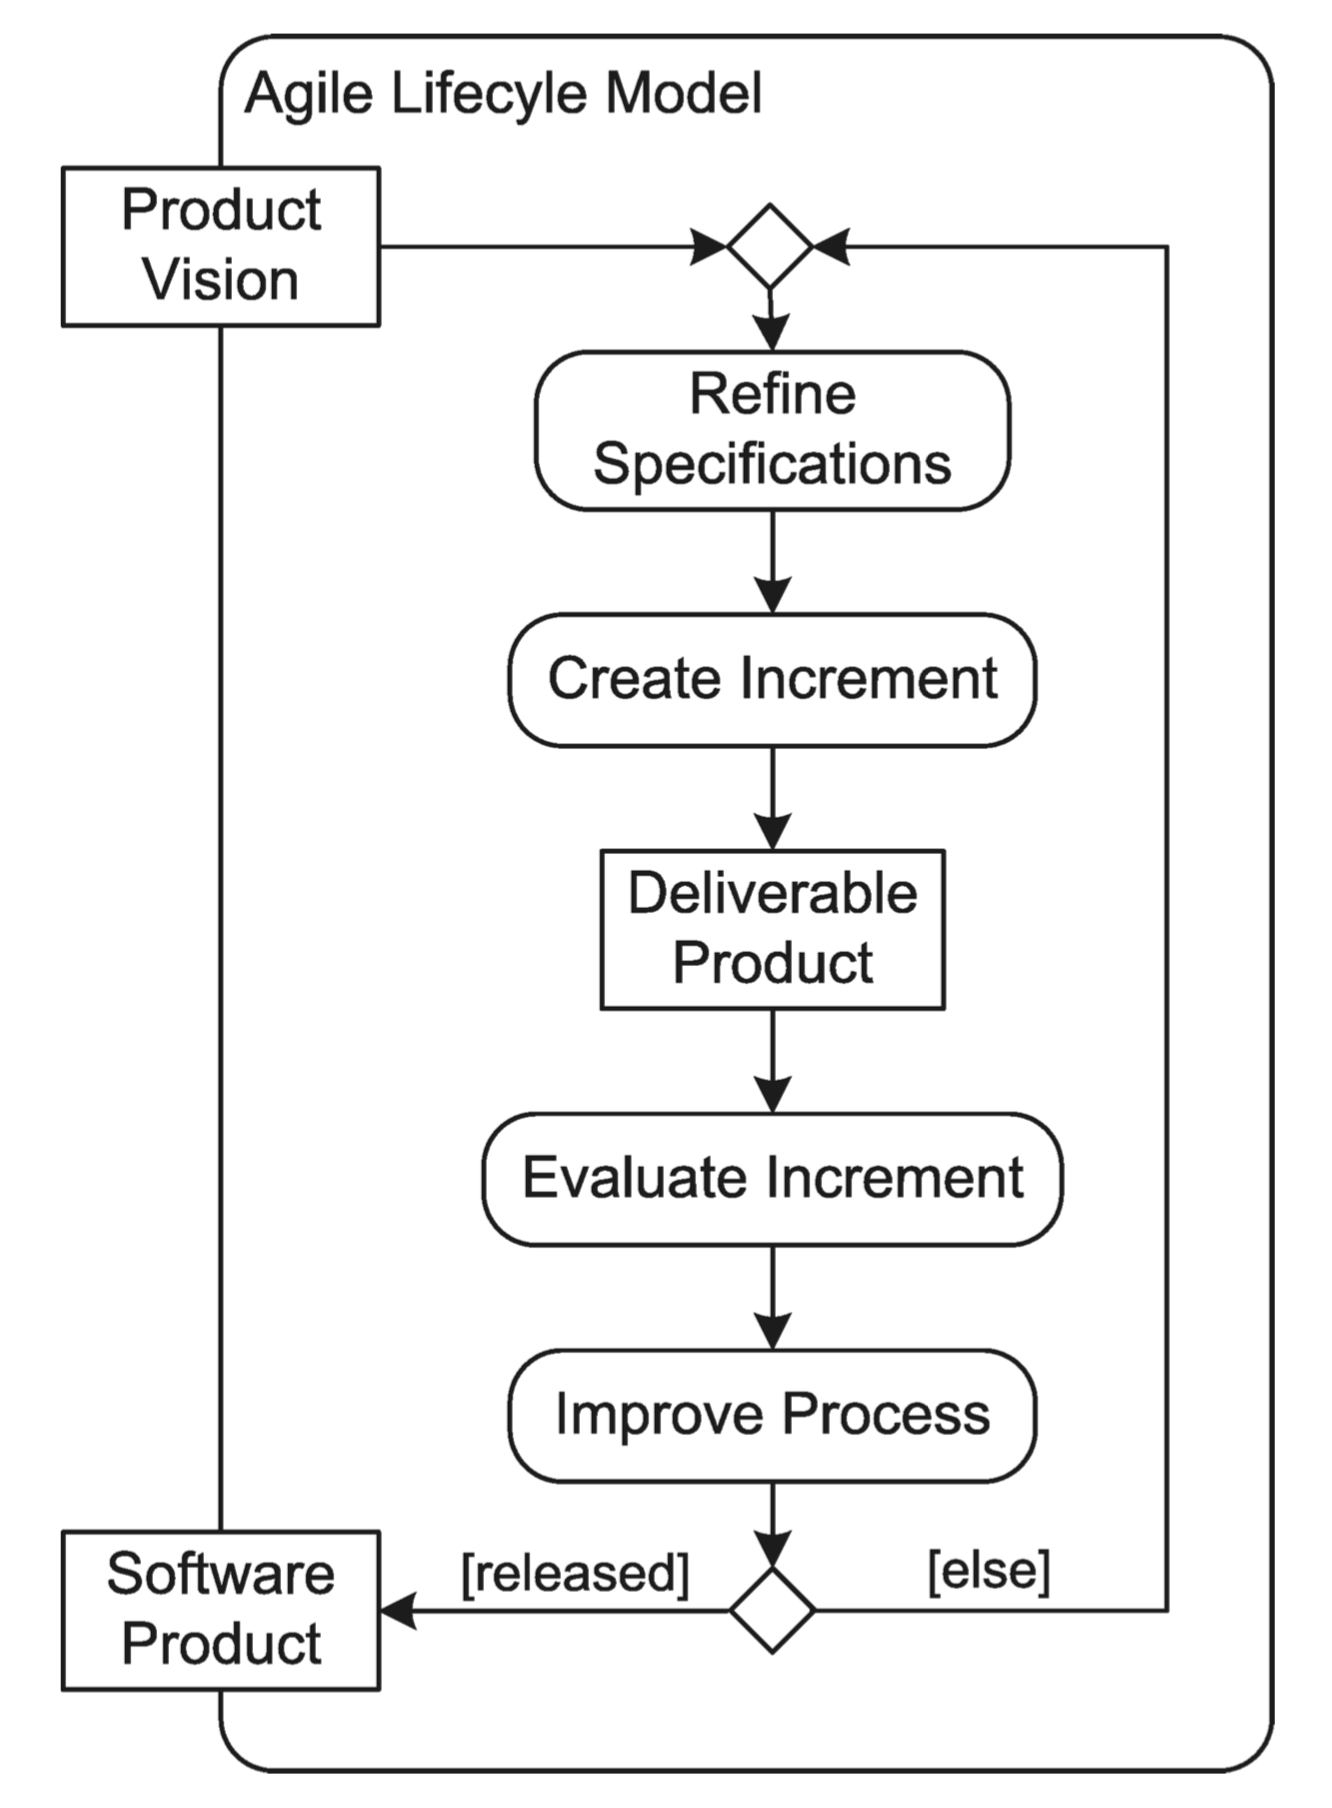 Agile Lifecyle Model
Product
Vision
Refine
Specifications
Create Increment
Deliverable
Product
Evaluate Increment
Improve Process
Software
Product
[released]
[else]